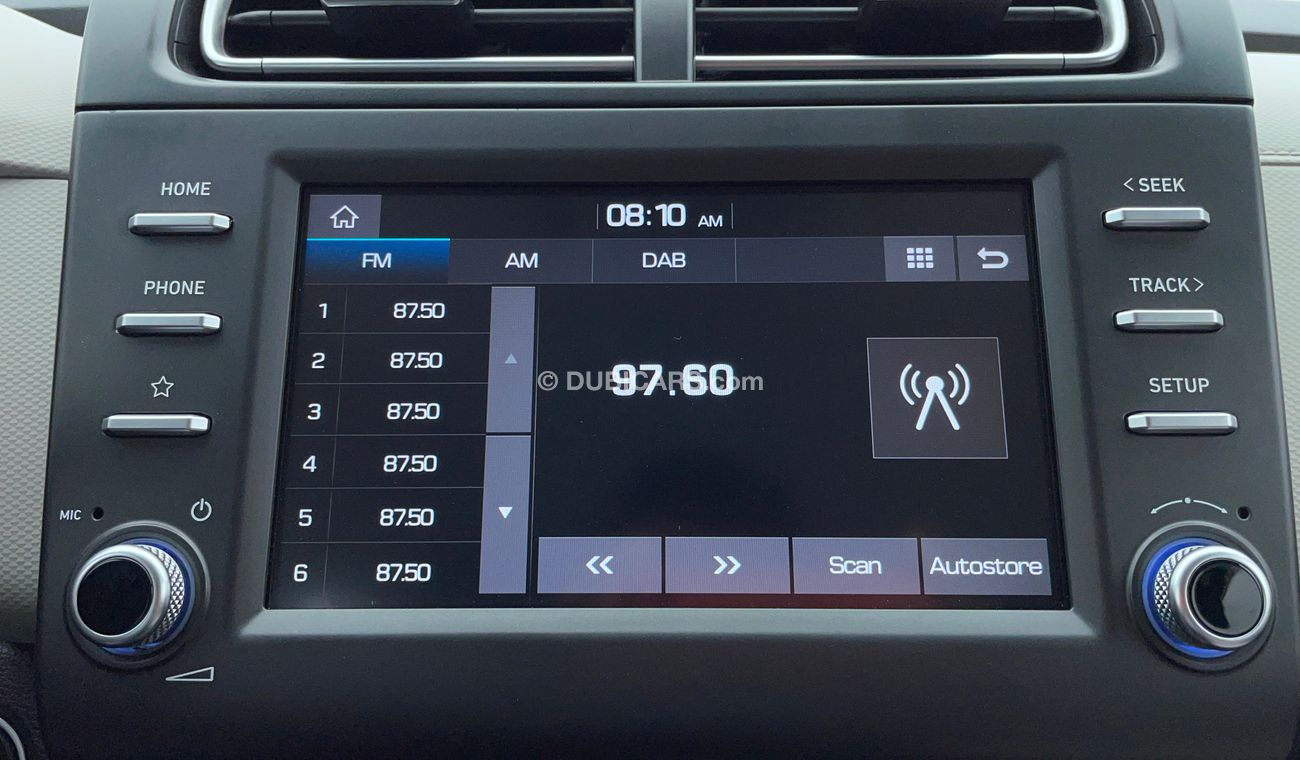 HOME
< SEEK
08:10 AM
FM AM DAB
PHONE
TRACK >
1 87.50
2 87.50
3 87.50
4 87.50
5 87.50
6 87.50
97.60
© DUBICARS.com
SETUP
MIC
<< >> Scan Autostore